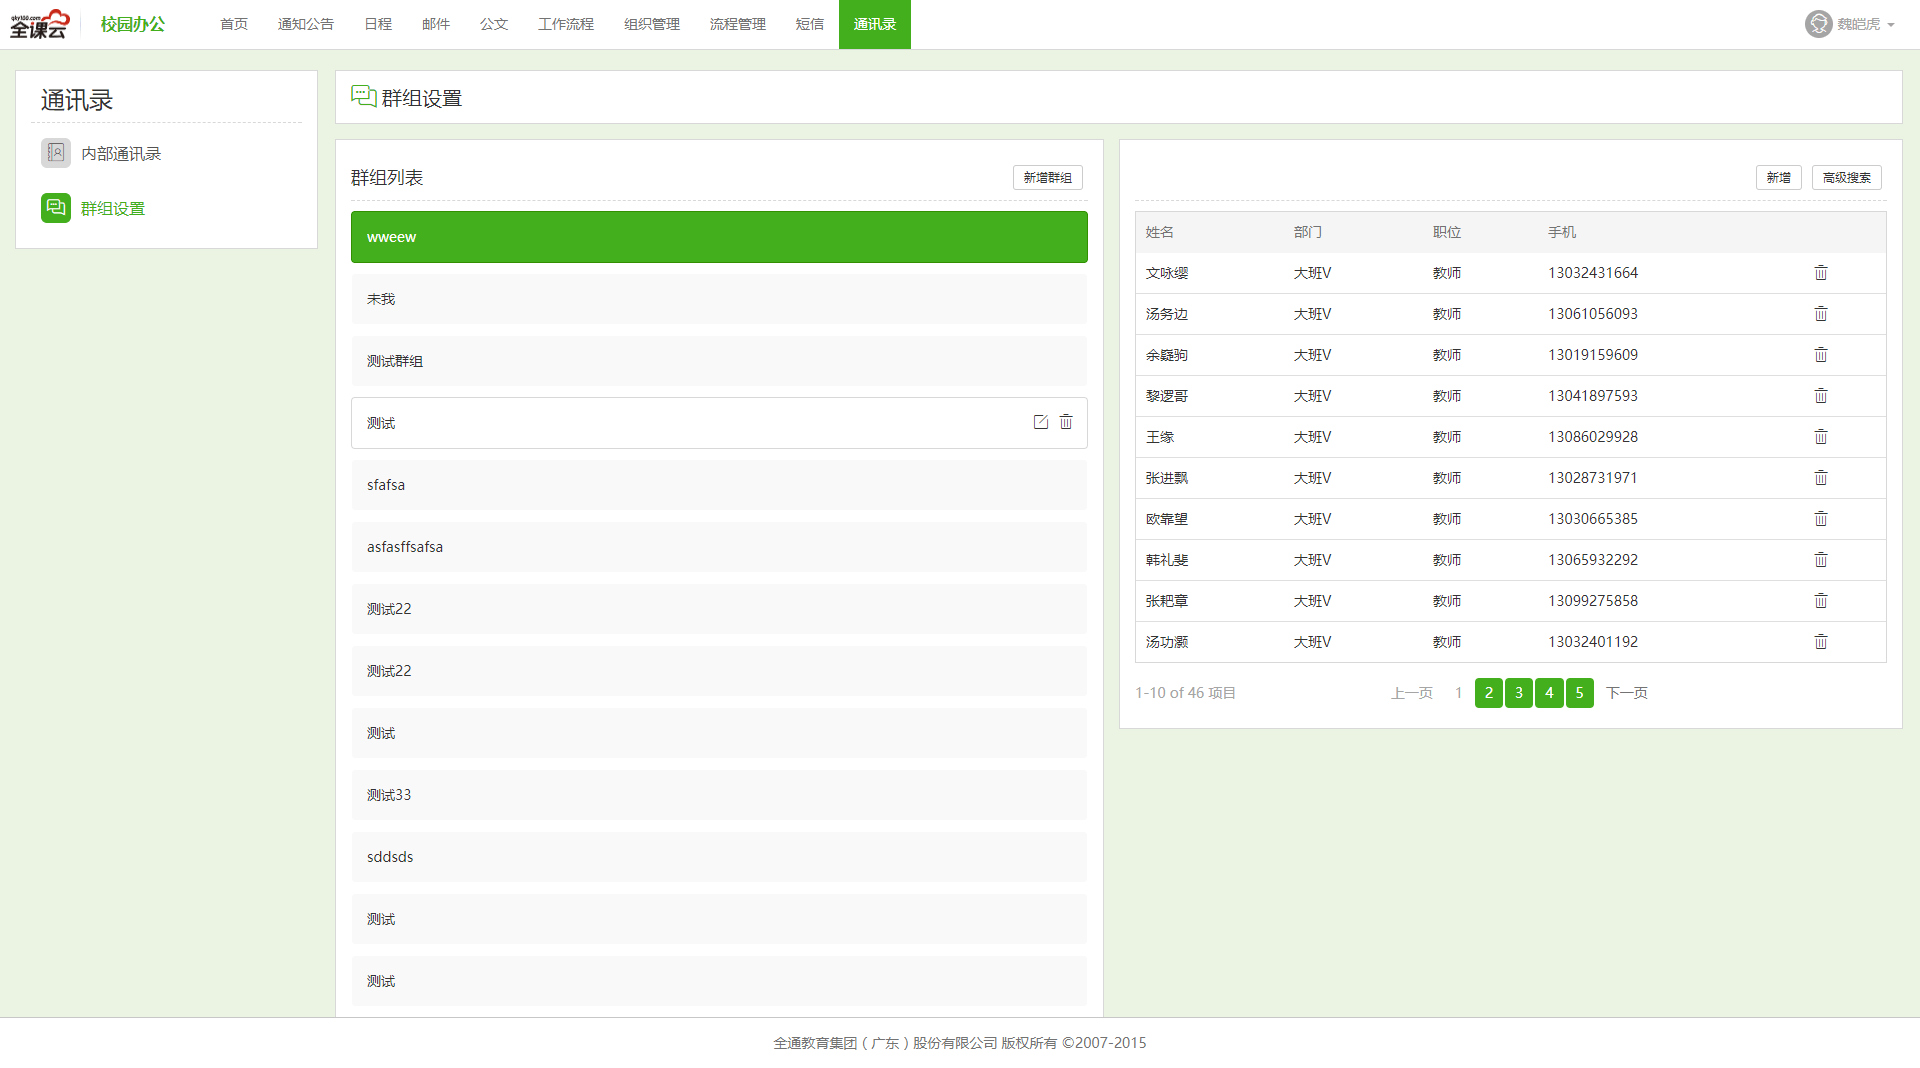 qky100.com
全课云
校园办公
首页 通知公告 日程 邮件 公文 工作流程 组织管理 流程管理 短信 通讯录
魏皑虎
通讯录
内部通讯录
群组设置
群组设置
群组列表
新增群组
wweew
未我
测试群组
测试
sfafsa
asfasffsafsa
测试22
测试22
测试
测试33
sddsds
测试
测试
新增 高级搜索
姓名 部门 职位 手机
文咏缨 大班V 教师 13032431664
汤务边 大班V 教师 13061056093
余嶷驹 大班V 教师 13019159609
黎逻哥 大班V 教师 13041897593
王缘 大班V 教师 13086029928
张进飘 大班V 教师 13028731971
欧靠望 大班V 教师 13030665385
韩礼斐 大班V 教师 13065932292
张耙章 大班V 教师 13099275858
汤功灏 大班V 教师 13032401192
1-10 of 46 项目
上一页 1 2 3 4 5 下一页
全通教育集团（广东）股份有限公司 版权所有 ©2007-2015